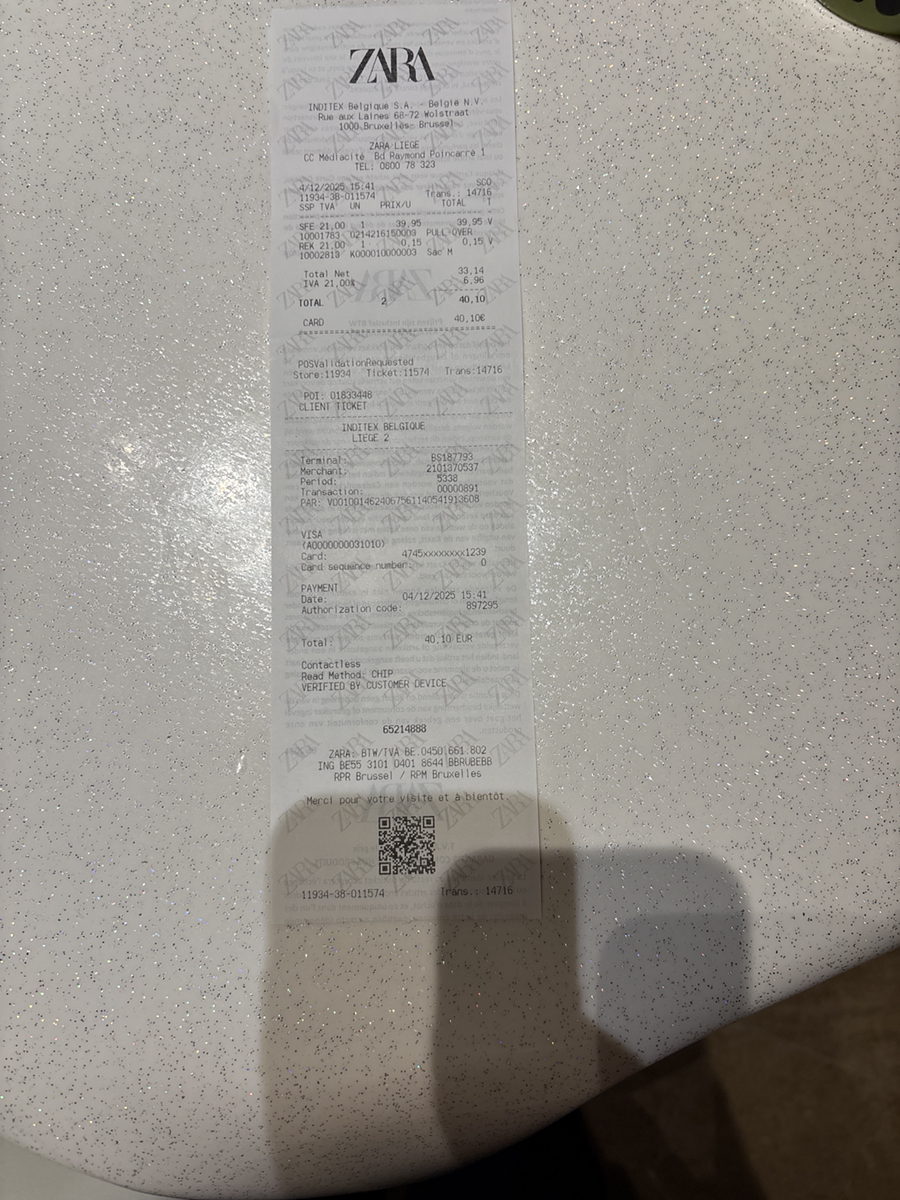 ZARA
INDITEX Belgique S.A. - België N.V.
Rue aux Laines 68-72 Wolstraat
1000 Bruxelles- Brussel
ZARA LIEGE
CC Médiacité Bd Raymond Poincarré 1
TEL: 0800 78 323
4/12/2025 15:41 SCO
11934-38-011574 Trans.: 14716
SSP TVA UN PRIX/U TOTAL T
SFE 21,00 1 39,95 39,95 V
10001783 02142161500 PULL-OVER
REK 21,00 1 0,15 0,15 V
10002813 K000010000003 Sac M
Total Net 33,14
IVA 21,00% 6,96
TOTAL 2 40,10
CARD 40,10€
POSValidationRequested
Store:11934 Ticket:11574 Trans:14716
POI: 01833448
CLIENT TICKET
INDITEX BELGIQUE
LIEGE 2
Terminal: BS187793
Merchant: 2101370537
Period: 5338
Transaction: 00000891
PAR: V0010014624067561140541913608
VISA
(A0000000031010)
Card: 4745xxxxxxxx1239
Card sequence number: 0
PAYMENT
Date: 04/12/2025 15:41
Authorization code: 897295
Total: 40,10 EUR
Contactless
Read Method: CHIP
VERIFIED BY CUSTOMER DEVICE
65214888
ZARA: BTW/TVA BE.0450.661.802
ING BE55 3101 0401 8644 BBRUBEBB
RPR Brussel / RPM Bruxelles
Merci pour votre visite et à bientôt.
11934-38-011574 Trans.: 14716